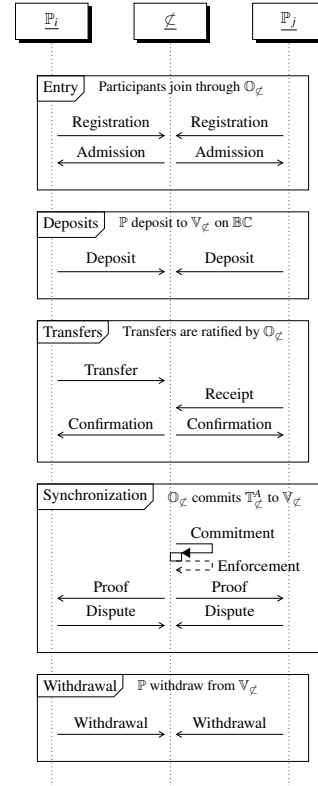 ℙᵢ ⊄ ℙⱼ
Entry Participants join through 𝕆_⊄
Registration Registration
Admission Admission
Deposits ℙ deposit to 𝕍_⊄ on 𝔹ℂ
Deposit Deposit
Transfers Transfers are ratified by 𝕆_⊄
Transfer
Receipt
Confirmation Confirmation
Synchronization 𝕆_⊄ commits 𝕋^A_⊄ to 𝕍_⊄
Commitment
Enforcement
Proof Proof
Dispute Dispute
Withdrawal ℙ withdraw from 𝕍_⊄
Withdrawal Withdrawal